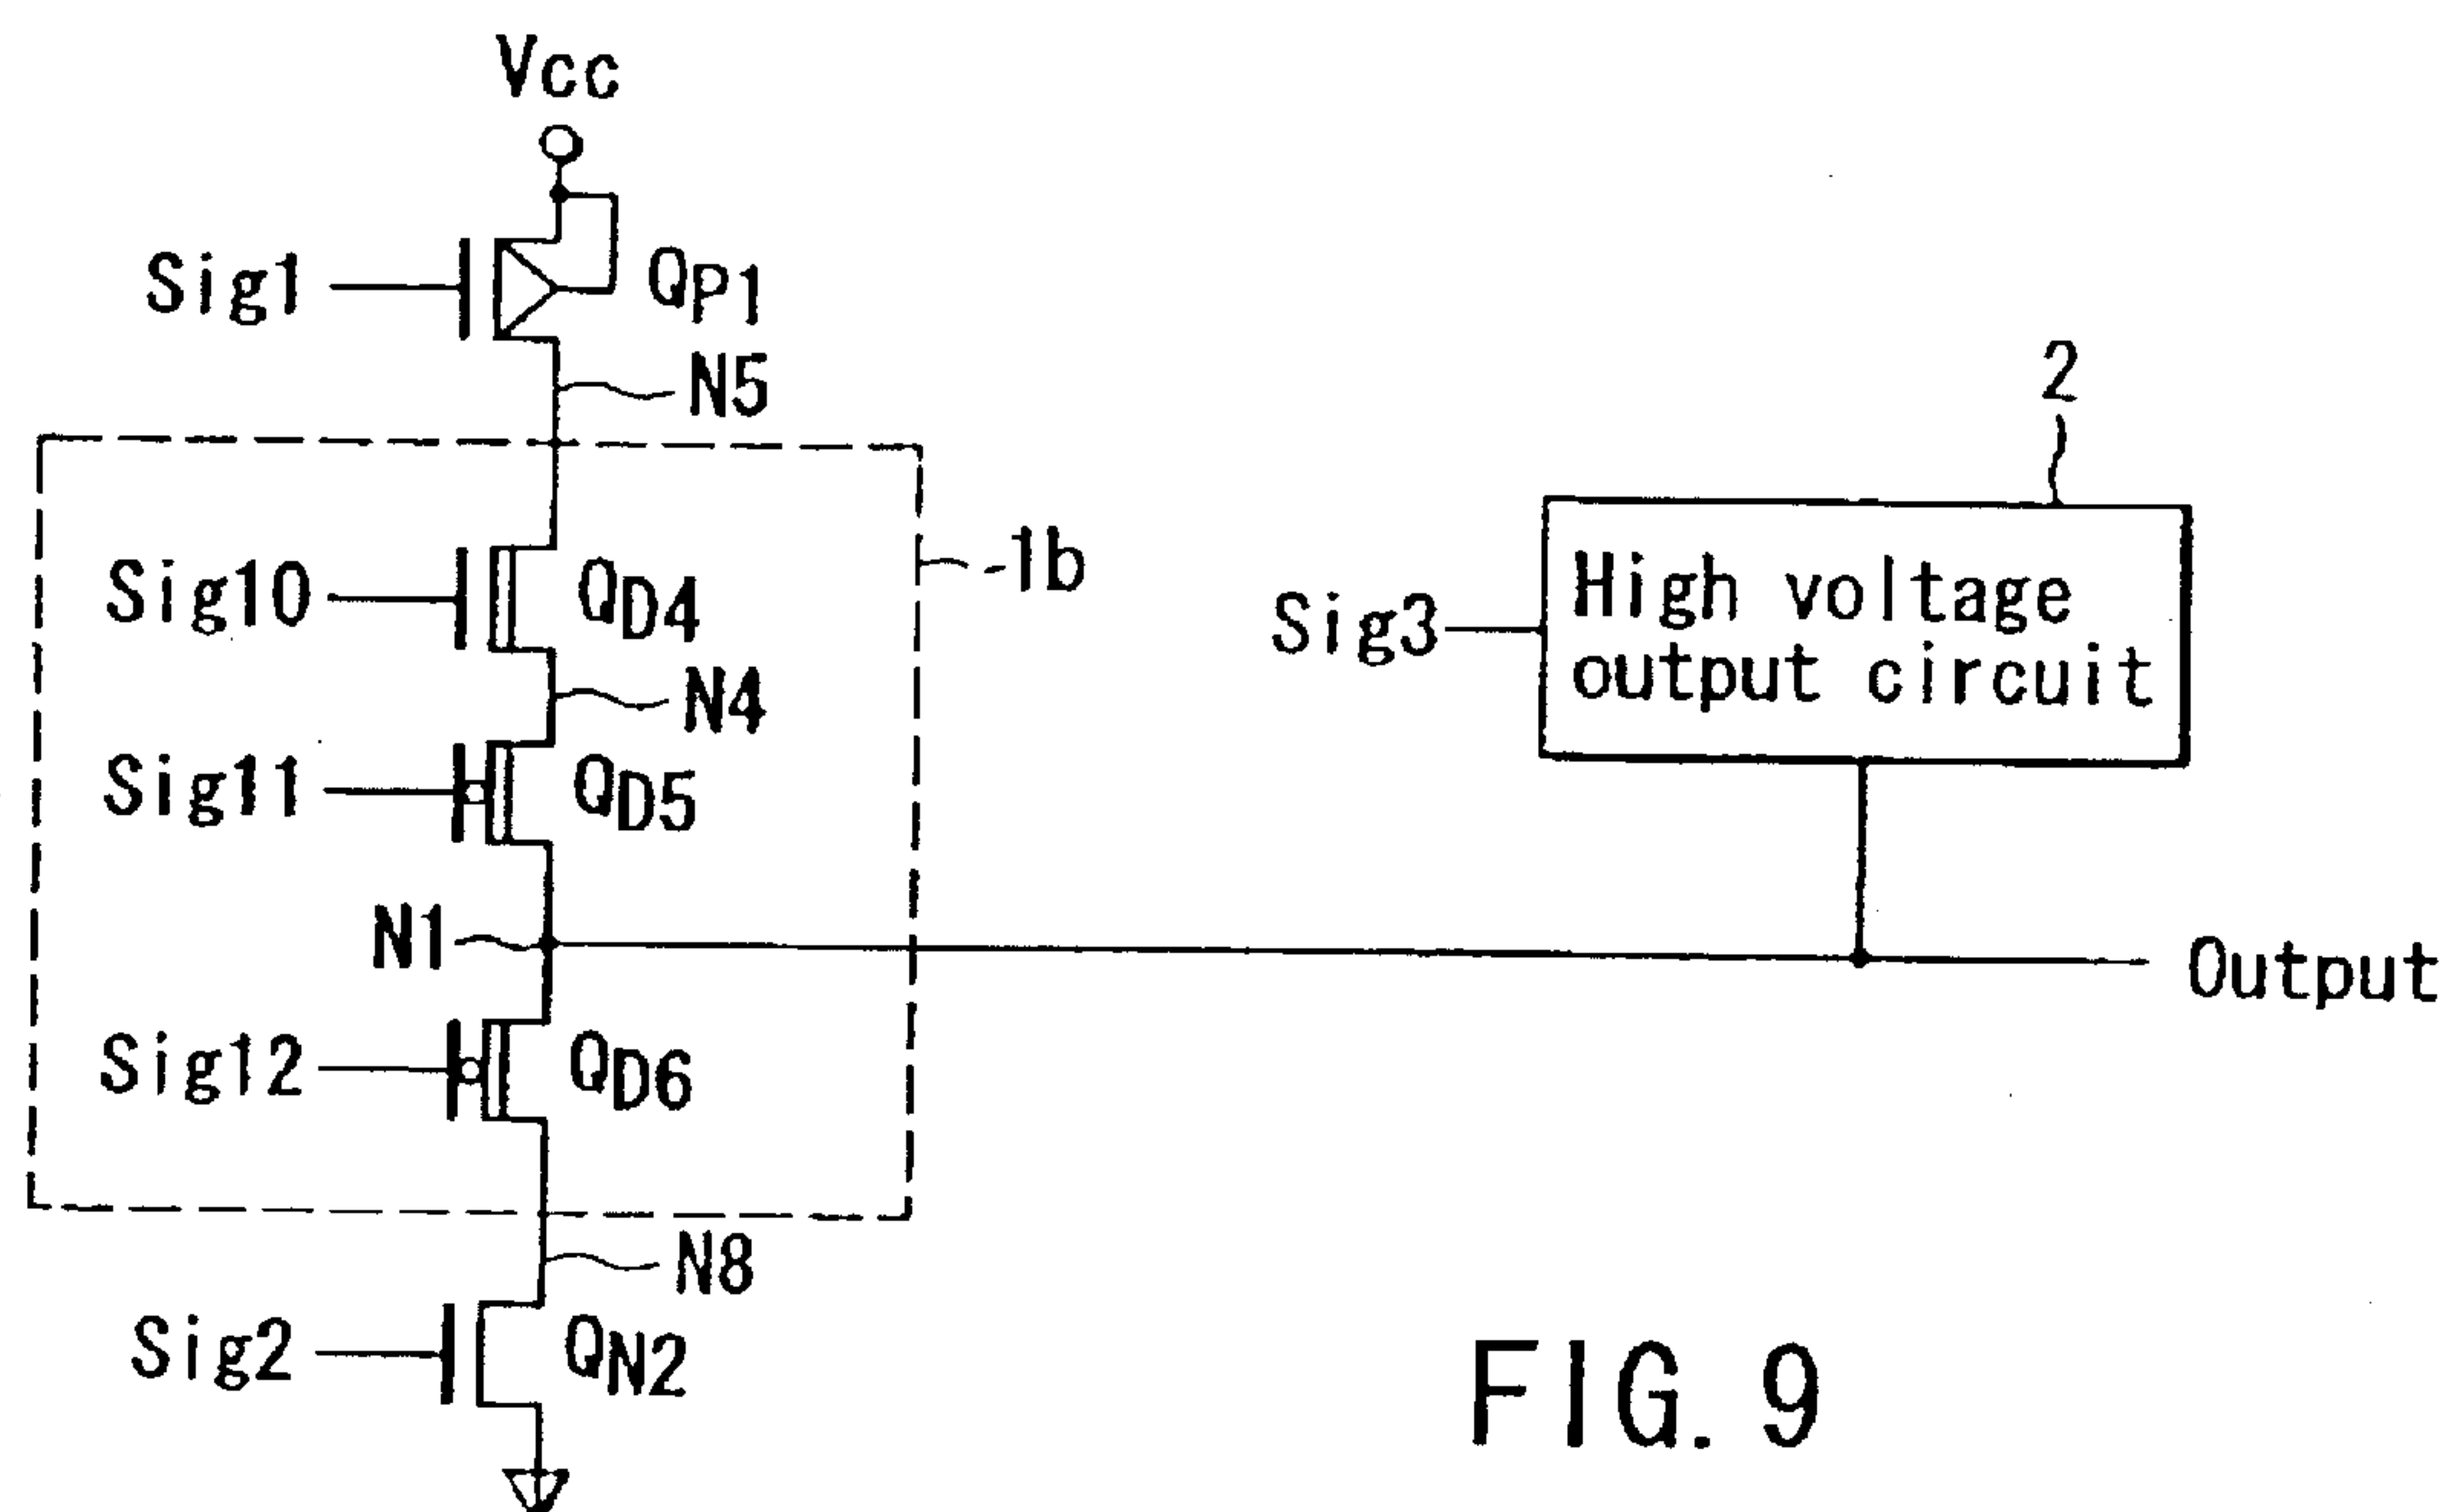 Vcc
Sig1
QP1
N5
2
-1b
High voltage
output circuit
Sig10
QD4
Sig3
N4
Sig11
QD5
N1
Output
Sig12
QD6
N8
Sig2
QN2
FIG. 9